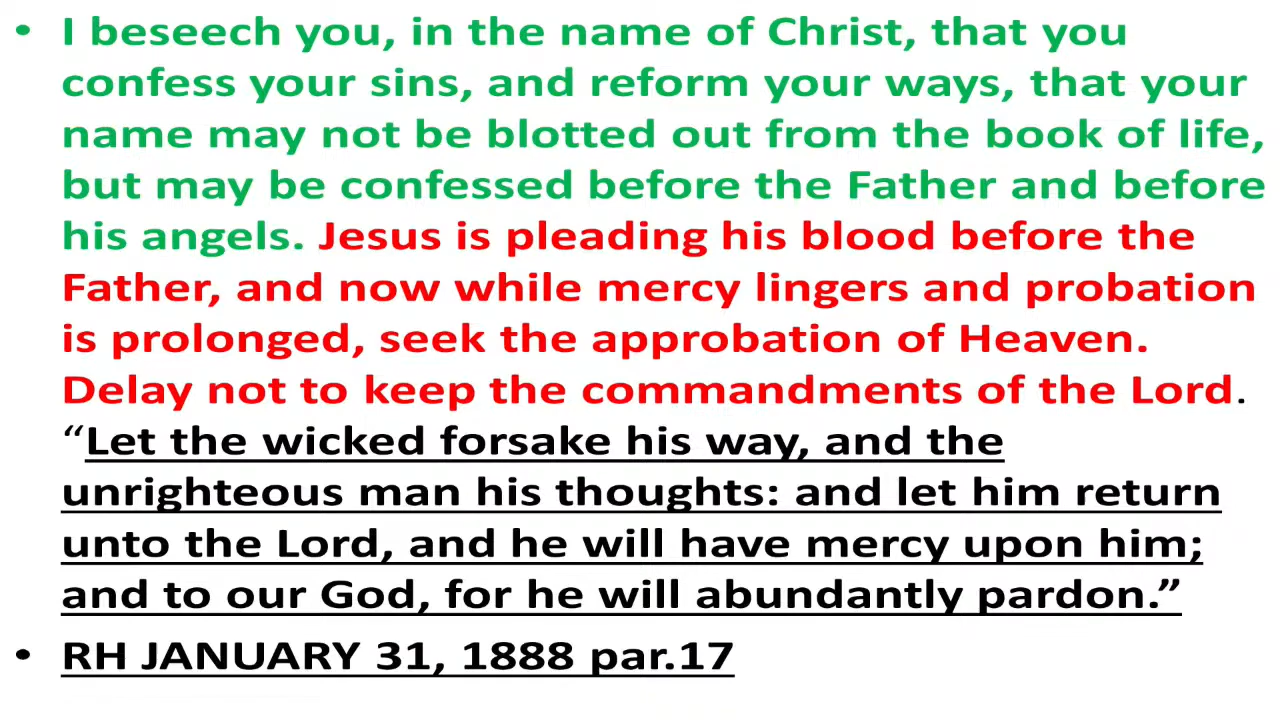 • I beseech you, in the name of Christ, that you
confess your sins, and reform your ways, that your
name may not be blotted out from the book of life,
but may be confessed before the Father and before
his angels. Jesus is pleading his blood before the
Father, and now while mercy lingers and probation
is prolonged, seek the approbation of Heaven.
Delay not to keep the commandments of the Lord.
“Let the wicked forsake his way, and the
unrighteous man his thoughts: and let him return
unto the Lord, and he will have mercy upon him;
and to our God, for he will abundantly pardon.”
• RH JANUARY 31, 1888 par.17